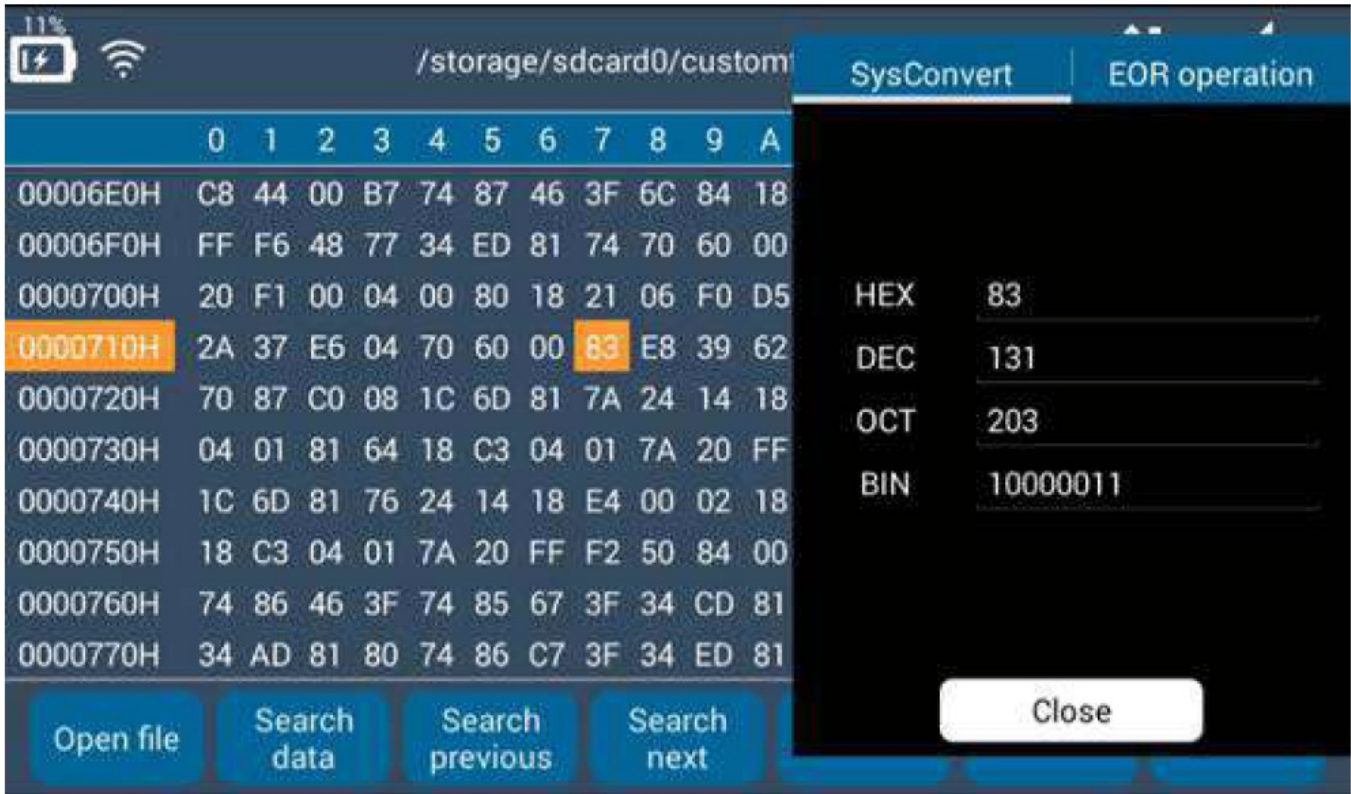 11%
/storage/sdcard0/custom
SysConvert EOR operation
0 1 2 3 4 5 6 7 8 9 A
00006E0H C8 44 00 B7 74 87 46 3F 6C 84 18
00006F0H FF F6 48 77 34 ED 81 74 70 60 00
0000700H 20 F1 00 04 00 80 18 21 06 F0 D5
0000710H 2A 37 E6 04 70 60 00 83 E8 39 62
0000720H 70 87 C0 08 1C 6D 81 7A 24 14 18
0000730H 04 01 81 64 18 C3 04 01 7A 20 FF
0000740H 1C 6D 81 76 24 14 18 E4 00 02 18
0000750H 18 C3 04 01 7A 20 FF F2 50 84 00
0000760H 74 86 46 3F 74 85 67 3F 34 CD 81
0000770H 34 AD 81 80 74 86 C7 3F 34 ED 81
HEX 83
DEC 131
OCT 203
BIN 10000011
Close
Open file
Search
data
Search
previous
Search
next